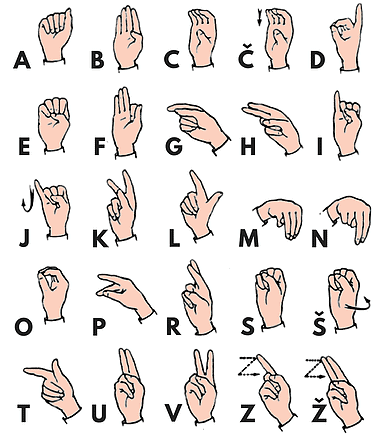 A B C Č D
E F G H I
J K L M N
O P R S Š
T U V Z Ž